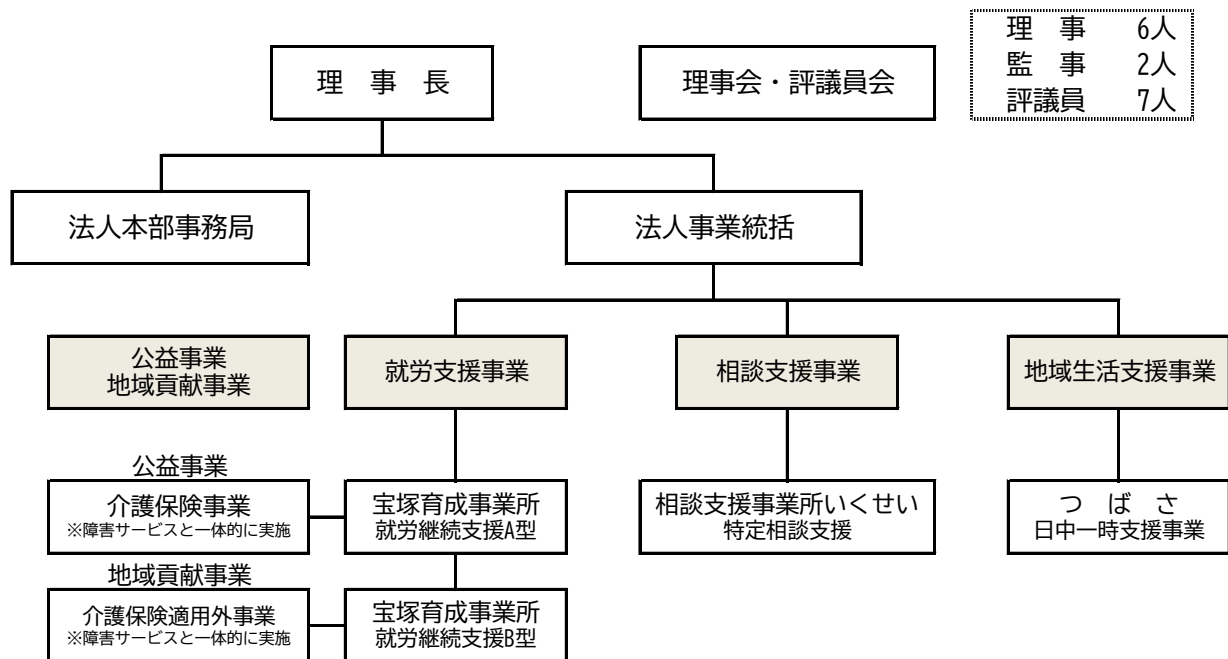 理 事 6人
監 事 2人
評議員 7人
理 事 長
理事会・評議員会
法人本部事務局
法人事業統括
公益事業
地域貢献事業
就労支援事業
相談支援事業
地域生活支援事業
公益事業
介護保険事業
※障害サービスと一体的に実施
宝塚育成事業所
就労継続支援A型
相談支援事業所いくせい
特定相談支援
つ ば さ
日中一時支援事業
地域貢献事業
介護保険適用外事業
※障害サービスと一体的に実施
宝塚育成事業所
就労継続支援B型